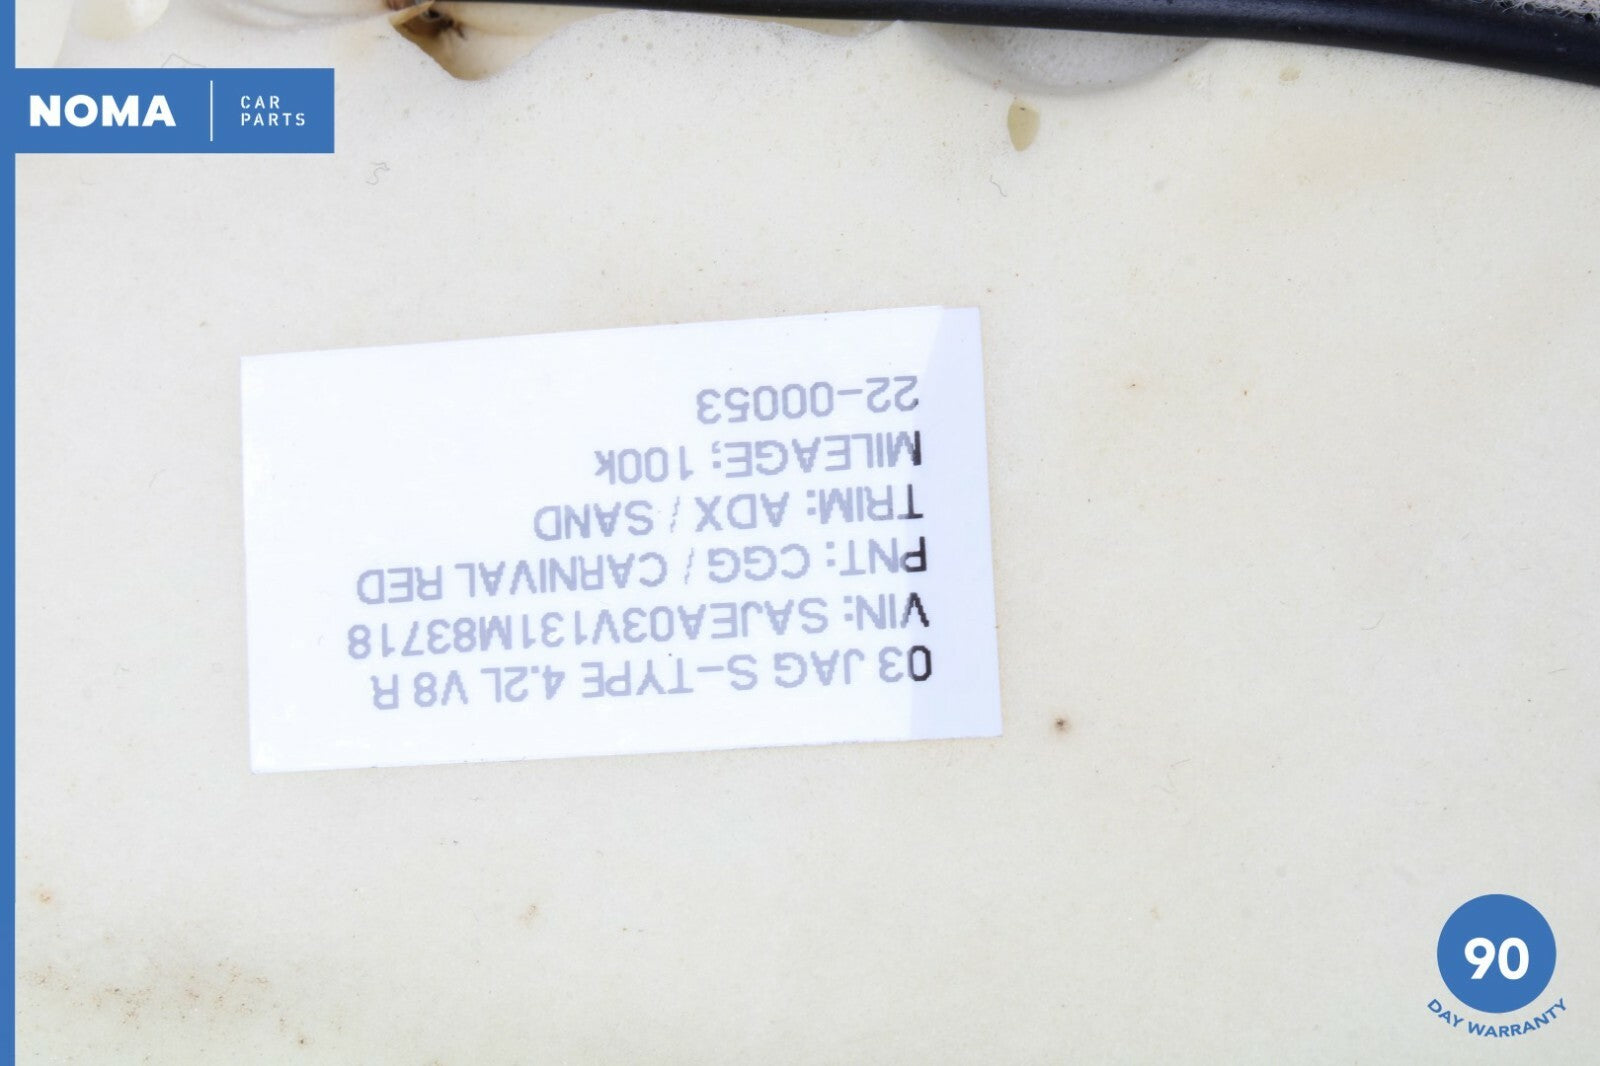 NOMA
CAR
PARTS
03 JAG S-TYPE 4.2L V8 R
VIN: SAJEA03V131M83718
PNT: CGG / CARNIVAL RED
TRIM: ADX / SAND
MILEAGE; 100k
22-00053
90
DAY WARRANTY